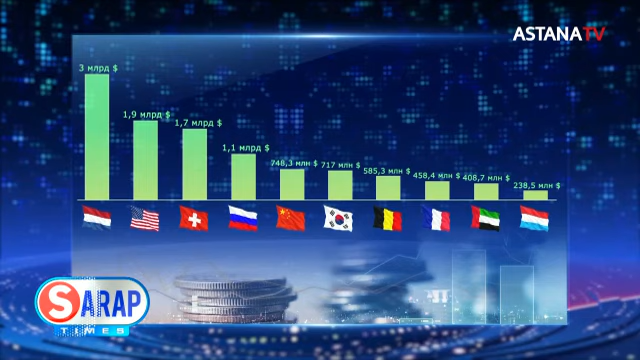 ASTANA TV
3 млрд $
1,9 млрд $
1,7 млрд $
1,1 млрд $
748,3 млн $
717 млн $
585,3 млн $
458,4 млн $
408,7 млн $
238,5 млн $
SARAP
TIMES